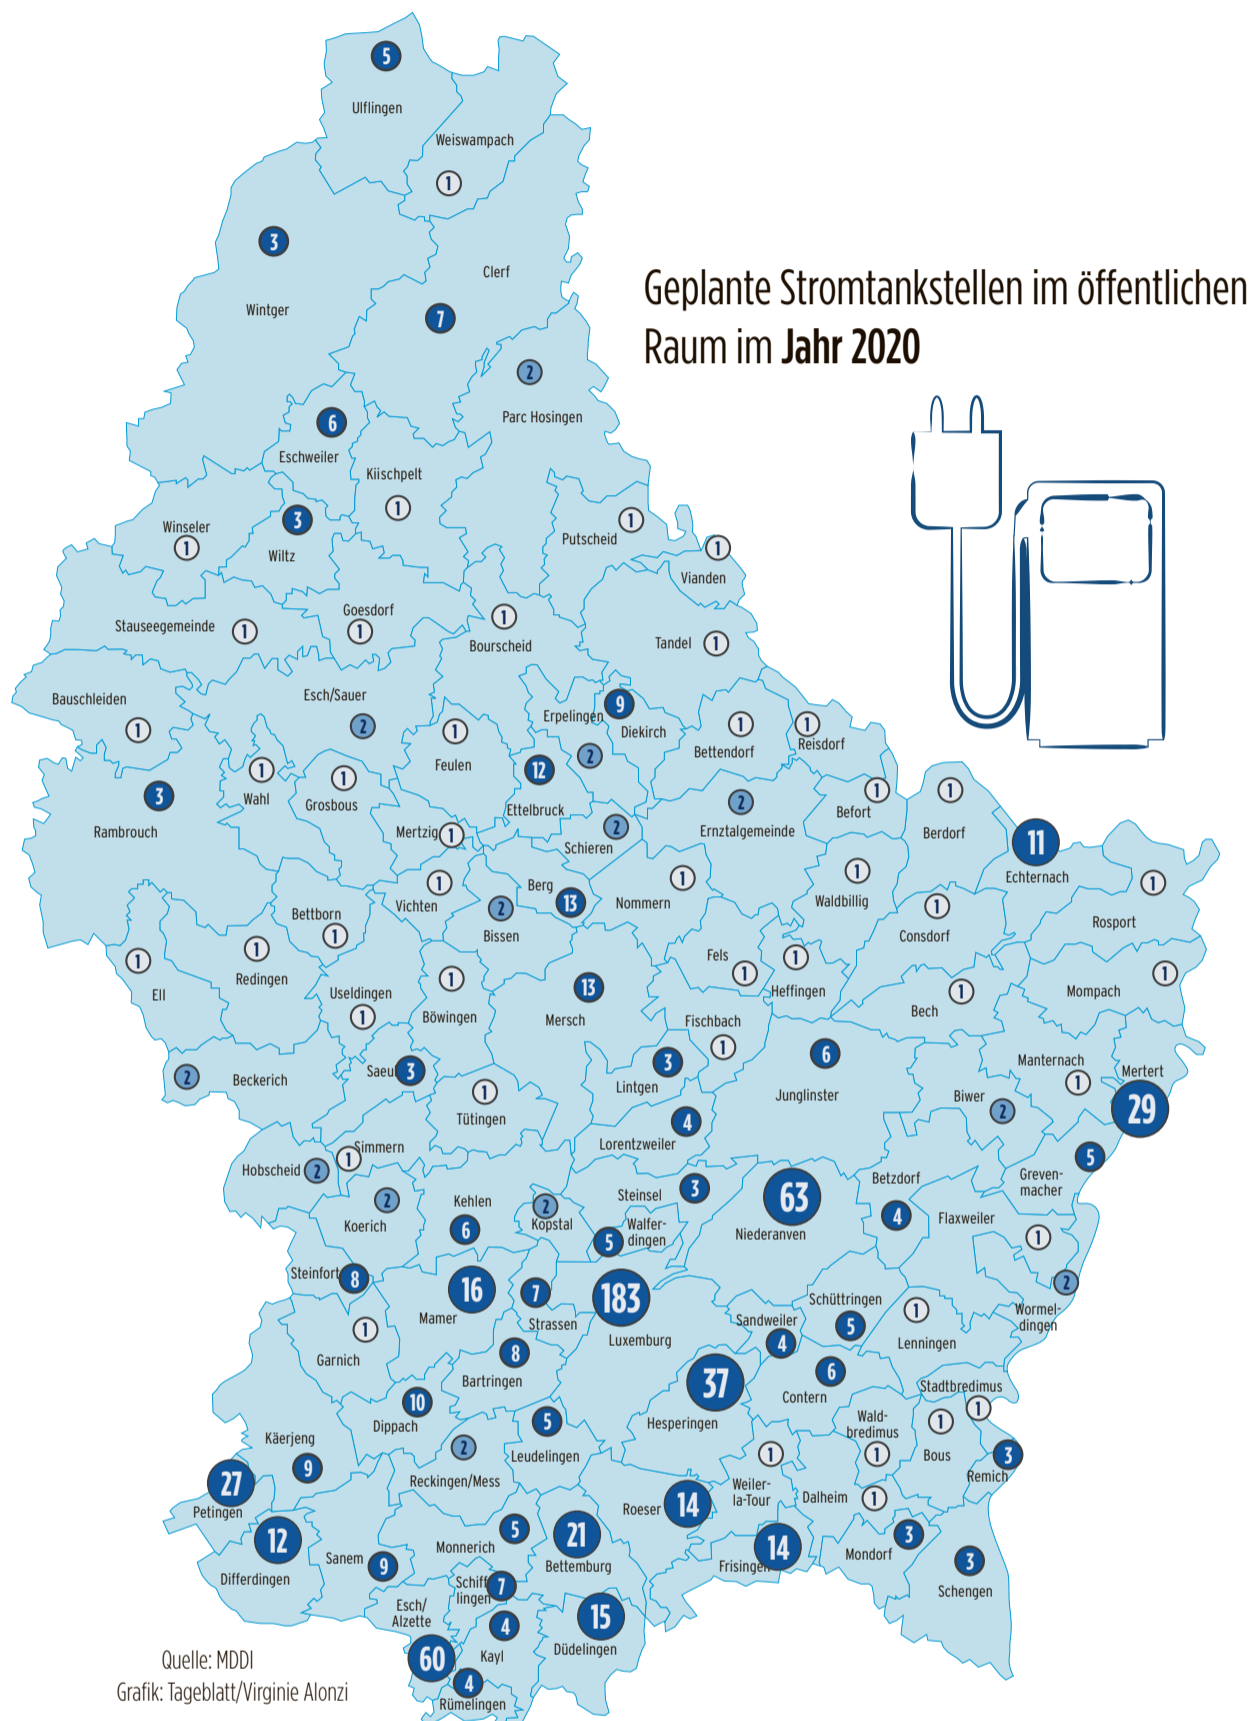 5
Ulflingen
Weiswampach
1
3
Wintger
Clerf
7
Geplante Stromtankstellen im öffentlichen
Raum im Jahr 2020
2
Parc Hosingen
6
Eschweiler
Kiischpelt
1
Winseler
1
3
Wiltz
1
Putscheid
1
Vianden
Stauseegemeinde 1
Goesdorf
1
1
Bourscheid
Tandel 1
Bauschleiden
1
Esch/Sauer
2
1
Feulen
Erpelingen
2
9
Diekirch
1
Bettendorf
1
Reisdorf
3
Rambrouch
1
Wahl
1
Grosbous
12
Ettelbruck
Mertzig 1
2
Schieren
2
Ernztalgemeinde
1
Befort
1
Berdorf
11
Echternach
1
Rosport
1
Vichten
2
Bissen
Berg
13
1
Nommern
1
Waldbillig
1
Consdorf
Bettborn
1
1
Redingen
1
Ell
Useldingen
1
1
Böwingen
13
Mersch
Fels
1
1
Heffingen
1
Bech
1
Mompach
2 Beckerich
Saeul 3
1
Tütingen
3
Lintgen
Fischbach
1
6
Junglinster
Manternach
1
Mertert
29
Biwer
2
4
Lorentzweiler
Simmern
1
Hobscheid 2
2
Koerich
Kehlen
6
2
Kopstal
Steinsel 3
Walfer-
dingen
5
63
Niederanven
Betzdorf
4
5
Greven-
macher
Flaxweiler
1
2
Wormel-
dingen
Steinfort 8
16
Mamer
7
Strassen
183
Luxemburg
1
Garnich
8
Bartringen
Sandweiler
4
Schüttringen
5
1
Lenningen
37
Hesperingen
6
Contern
Stadtbredimus
1
10
Dippach
5
Leudelingen
2
Reckingen/Mess
Wald-
bredimus
1
1
Bous
3
Remich
Käerjeng
9
27
Petingen
1
Weiler-
la-Tour
Dalheim 1
Roeser 14
12
Differdingen
Sanem 9
5
Monnerich
21
Bettemburg
14
Frisingen
3
Mondorf
3
Schengen
Schiff
lingen
7
Esch/
Alzette
60
4
Kayl
15
Düdelingen
4
Rümelingen
Quelle: MDDI
Grafik: Tageblatt/Virginie Alonzi